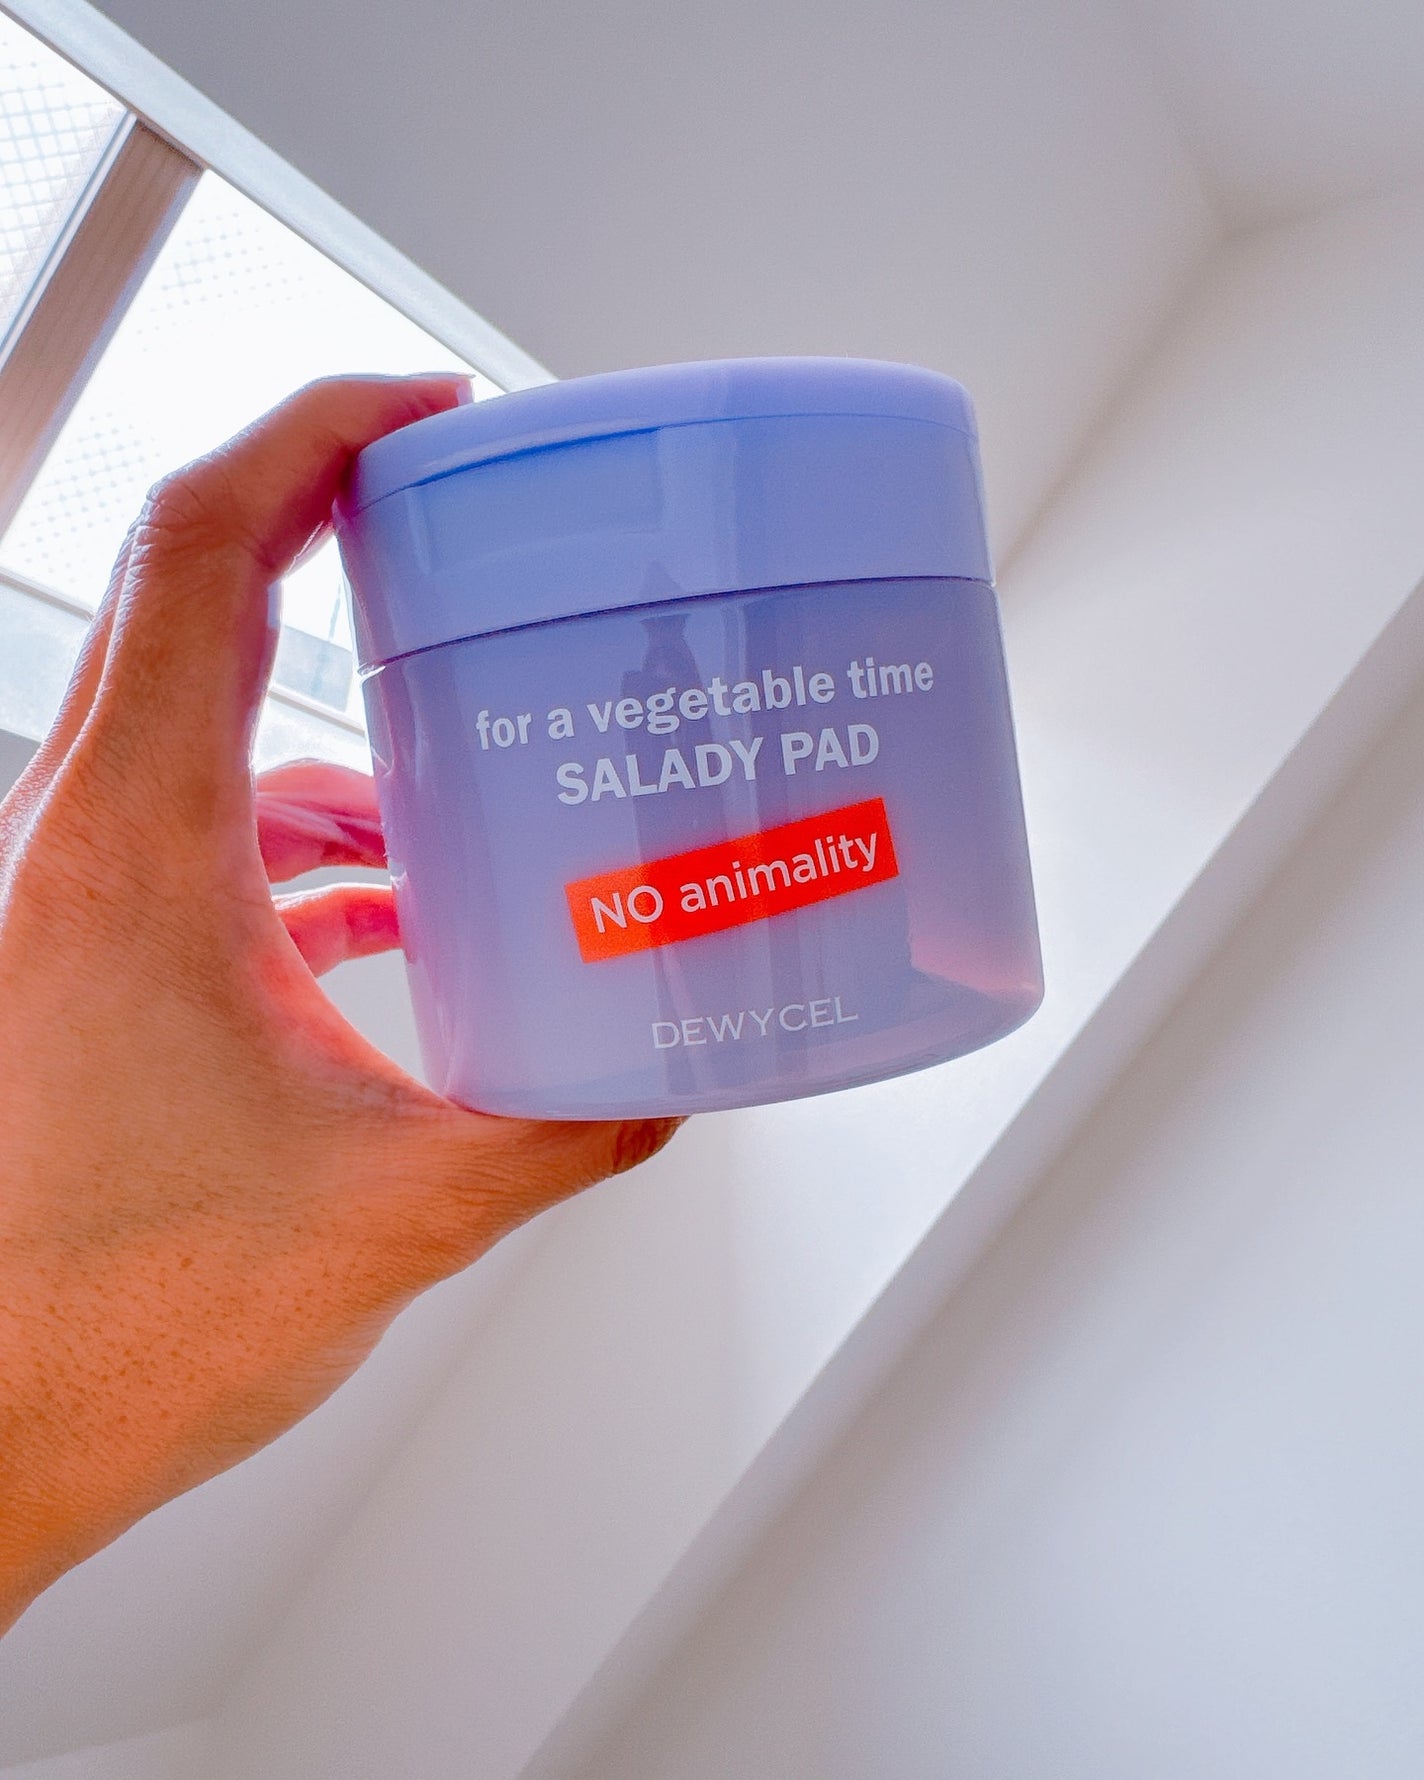 for a vegetable time
SALADY PAD
NO animality
DEWYCEL